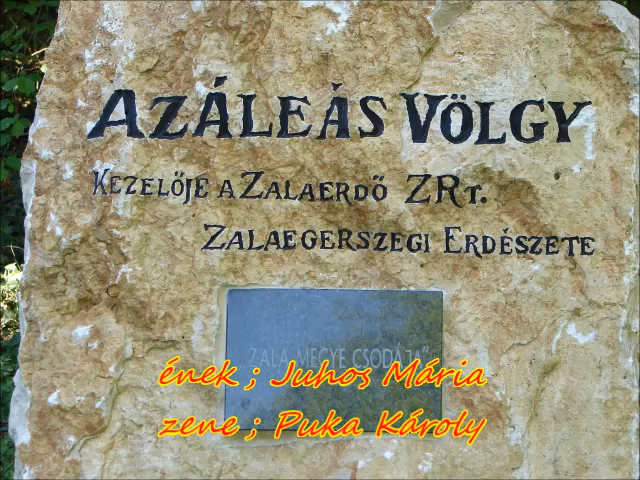 AZÁLEÁS VÖLGY
KEZELŐJE A ZALAERDŐ ZRT.
ZALAEGERSZEGI ERDÉSZETE
„ZALA MEGYE CSODÁJA”
ének ; Juhos Mária
zene ; Puka Károly